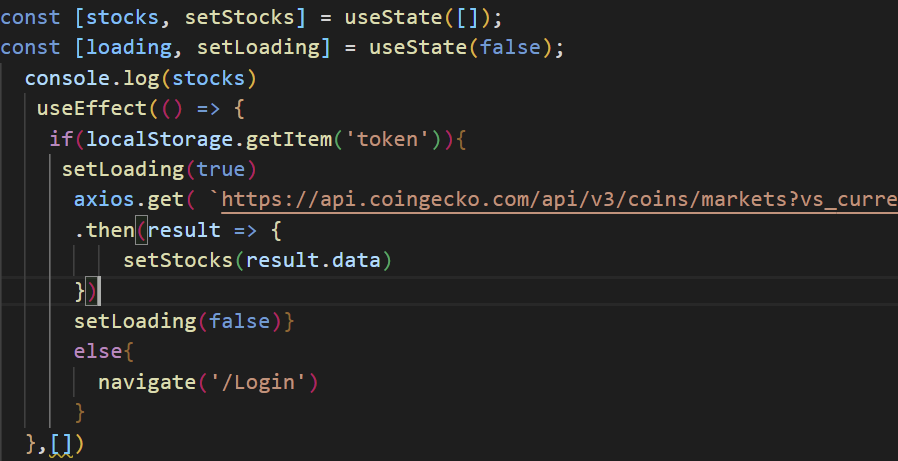 const [stocks, setStocks] = useState([]);
const [loading, setLoading] = useState(false);
console.log(stocks)
useEffect(() => {
if(localStorage.getItem('token')){
setLoading(true)
axios.get( `https://api.coingecko.com/api/v3/coins/markets?vs_curre
.then(result => {
setStocks(result.data)
})
setLoading(false)}
else{
navigate('/Login')
}
},[])